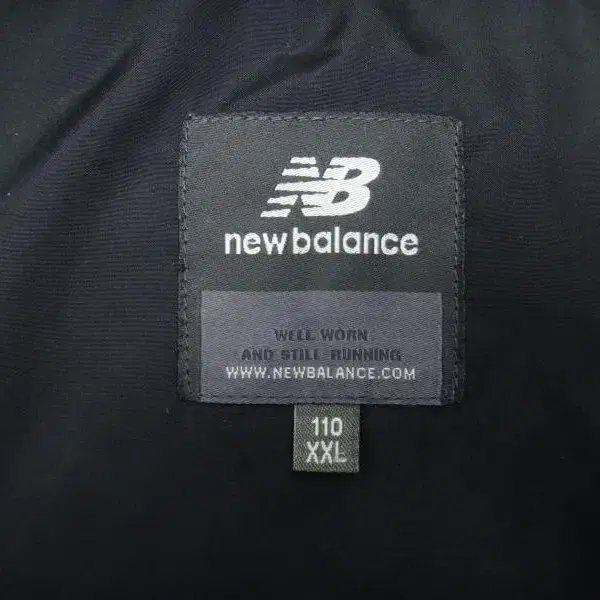 NB
new balance
WELL WORN
AND STILL RUNNING
WWW.NEWBALANCE.COM
110
XXL